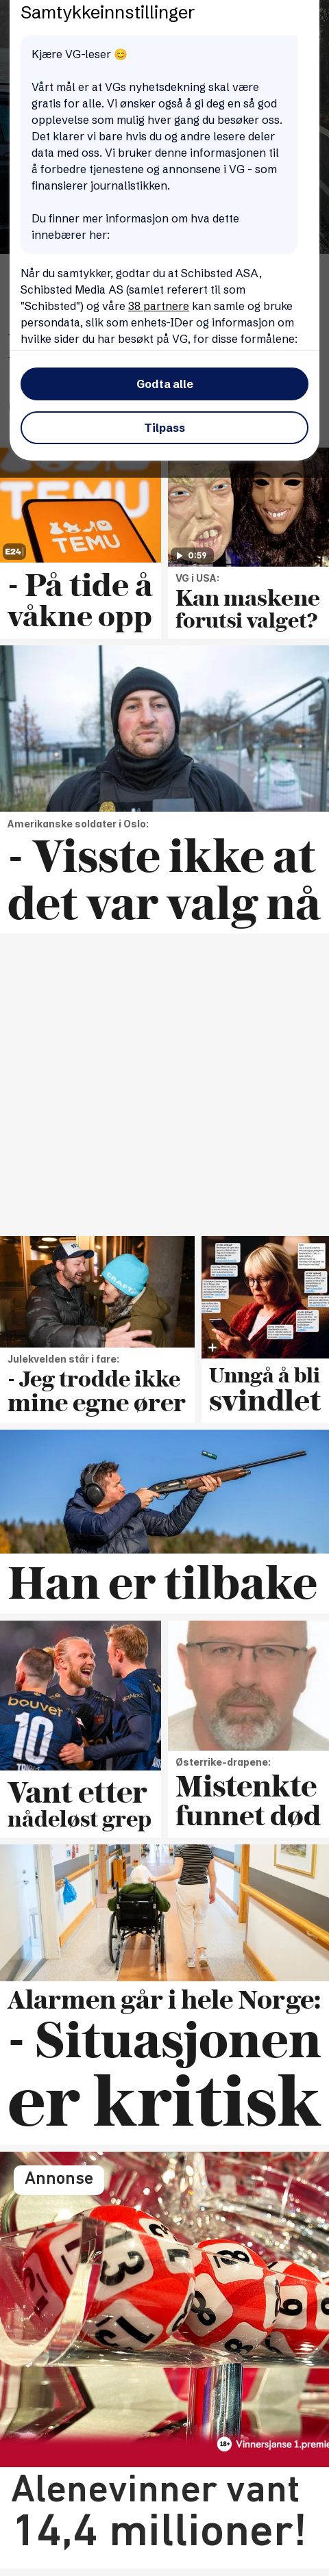 Samtykkeinnstillinger
Kjære VG-leser 😊
Vårt mål er at VGs nyhetsdekning skal være
gratis for alle. Vi ønsker også å gi deg en så god
opplevelse som mulig hver gang du besøker oss.
Det klarer vi bare hvis du og andre lesere deler
data med oss. Vi bruker denne informasjonen til
å forbedre tjenestene og annonsene i VG - som
finansierer journalistikken.
Du finner mer informasjon om hva dette
innebærer her:
Når du samtykker, godtar du at Schibsted ASA,
Schibsted Media AS (samlet referert til som
"Schibsted") og våre 38 partnere kan samle og bruke
persondata, slik som enhets-IDer og informasjon om
hvilke sider du har besøkt på VG, for disse formålene:
Godta alle
Tilpass
TEMU
TEMU
E24
- På tide å
våkne opp
0:59
VG i USA:
Kan maskene
forutsi valget?
Amerikanske soldater i Oslo:
- Visste ikke at
det var valg nå
CRAFT
Julekvelden står i fare:
- Jeg trodde ikke
mine egne ører
+
Unngå å bli
svindlet
Han er tilbake
bouvet
10
Vant etter
nådeløst grep
Østerrike-drapene:
Mistenkte
funnet død
Alarmen går i hele Norge:
- Situasjonen
er kritisk
Annonse
18+ Vinnersjanse 1.premie
Alenevinner vant
14,4 millioner!